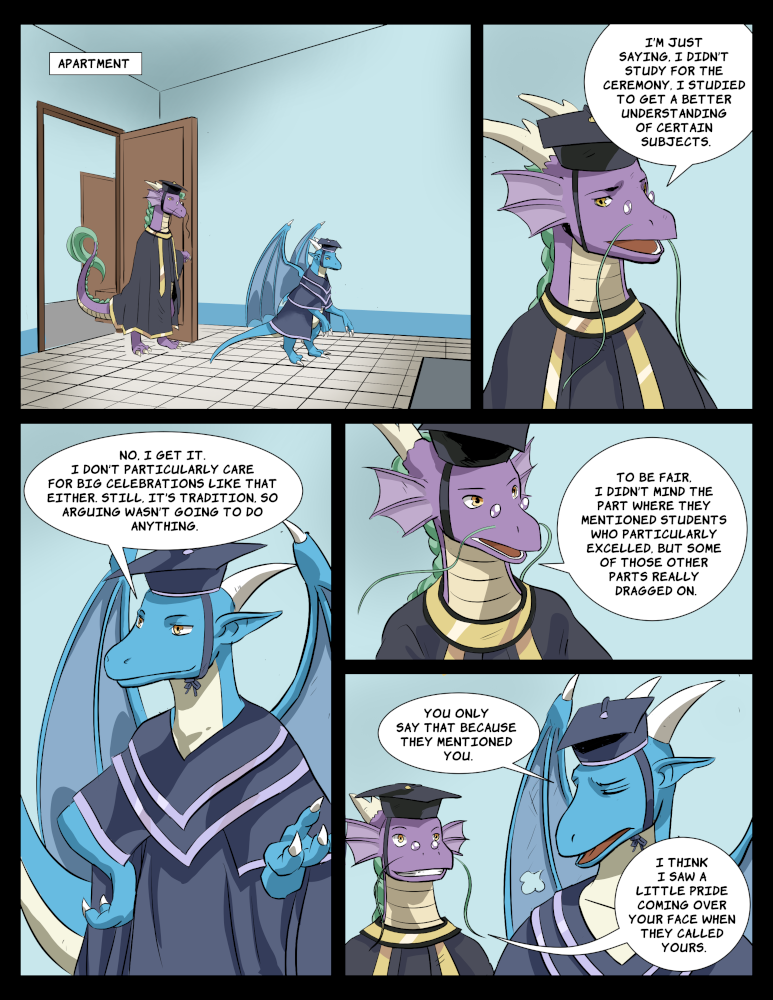 APARTMENT
I'M JUST
SAYING, I DIDN'T
STUDY FOR THE
CEREMONY. I STUDIED
TO GET A BETTER
UNDERSTANDING
OF CERTAIN
SUBJECTS.
NO, I GET IT.
I DON'T PARTICULARLY CARE
FOR BIG CELEBRATIONS LIKE THAT
EITHER. STILL, IT'S TRADITION, SO
ARGUING WASN'T GOING TO DO
ANYTHING.
TO BE FAIR,
I DIDN'T MIND THE
PART WHERE THEY
MENTIONED STUDENTS
WHO PARTICULARLY
EXCELLED, BUT SOME
OF THOSE OTHER
PARTS REALLY
DRAGGED ON.
YOU ONLY
SAY THAT BECAUSE
THEY MENTIONED
YOU.
I THINK
I SAW A
LITTLE PRIDE
COMING OVER
YOUR FACE WHEN
THEY CALLED
YOURS.